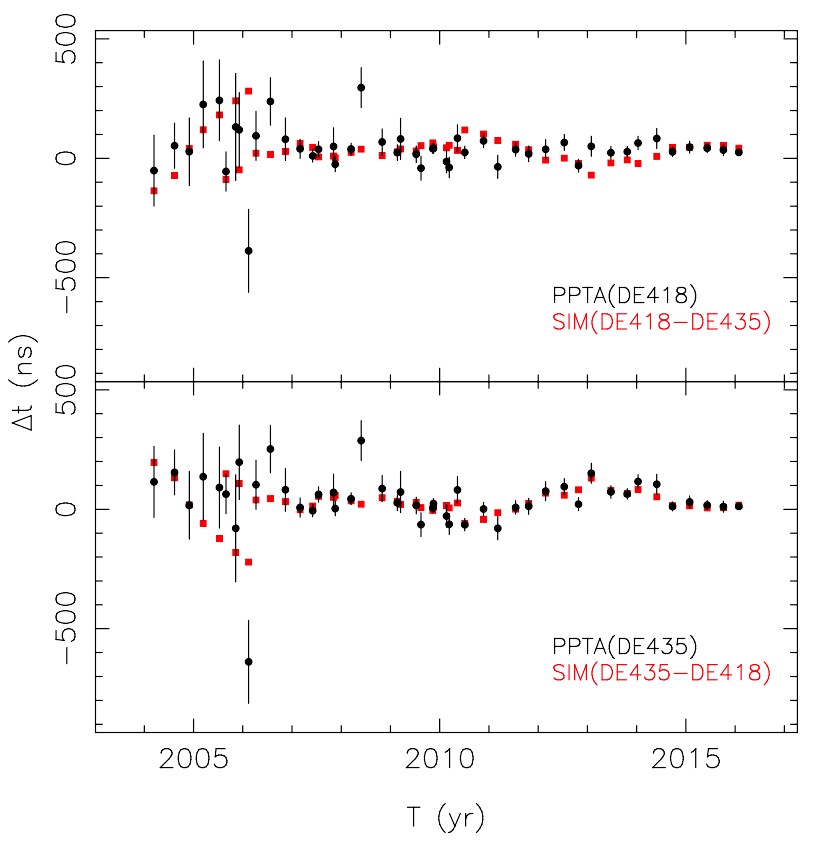 500
0
−500
PPTA(DE418)
SIM(DE418−DE435)
Δt (ns)
500
0
−500
PPTA(DE435)
SIM(DE435−DE418)
2005 2010 2015
T (yr)